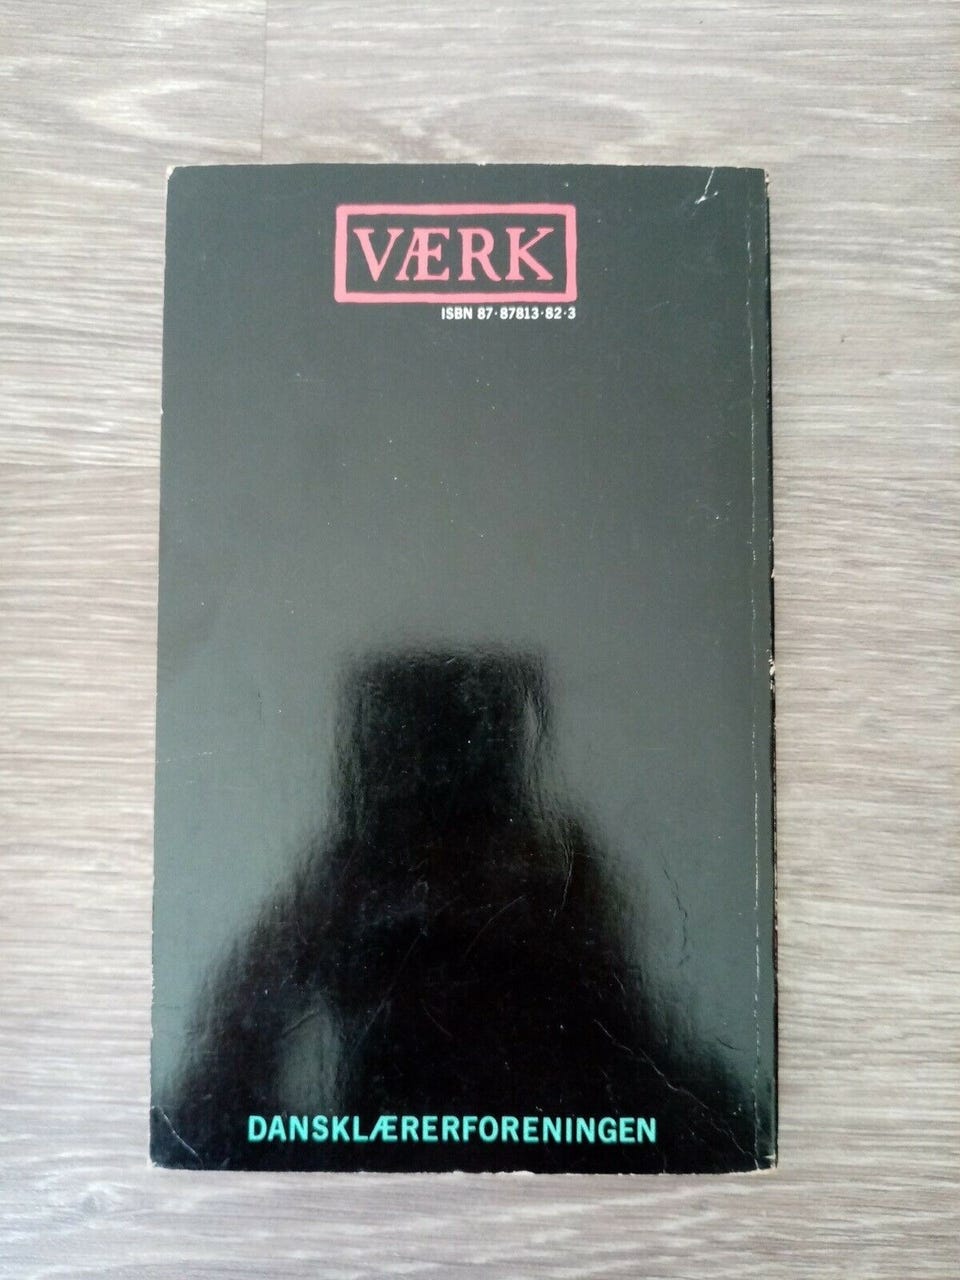 VÆRK
ISBN 87·87813·82·3
DANSKLÆRERFORENINGEN